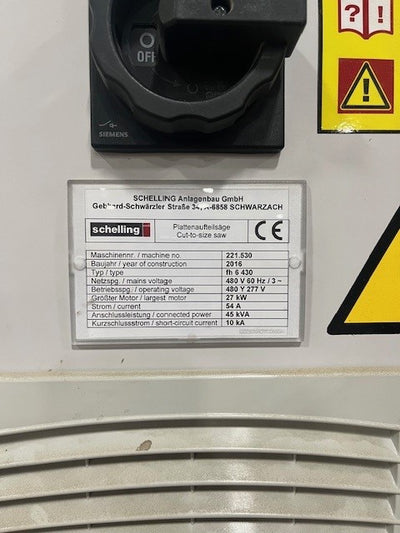 O
OFF
SIEMENS
?!
!
SCHELLING Anlagenbau GmbH
Gebhard-Schwärzler Straße 34, A-6858 SCHWARZACH
schelling
Plattenaufteilsäge
Cut-to-size saw
CE
Maschinennr. / machine no. 221.530
Baujahr / year of construction 2016
Typ / type fh 6 430
Netzspg. / mains voltage 480 V 60 Hz / 3 ~
Betriebsspg. / operating voltage 480 Y 277 V
Größter Motor / largest motor 27 kW
Strom / current 54 A
Anschlussleistung / connected power 45 kVA
Kurzschlussstrom / short-circuit current 10 kA